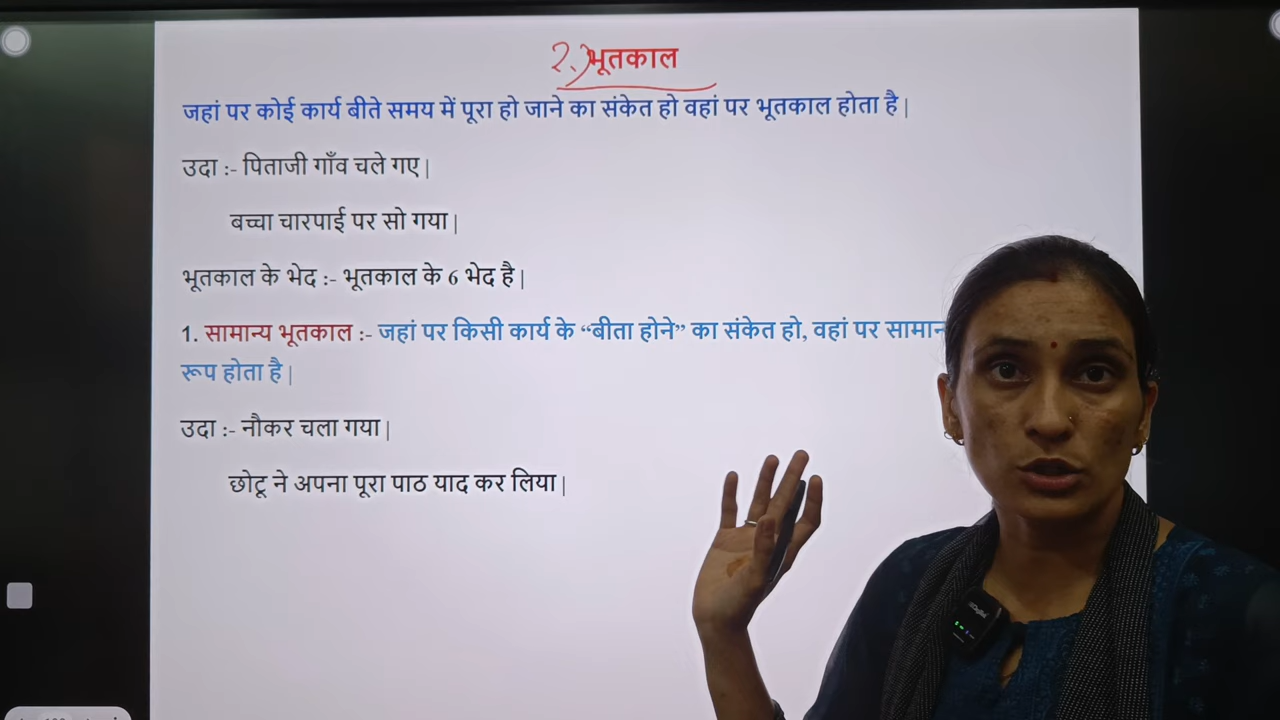 2.) भूतकाल
जहां पर कोई कार्य बीते समय में पूरा हो जाने का संकेत हो वहां पर भूतकाल होता है |
उदा :- पिताजी गाँव चले गए |
बच्चा चारपाई पर सो गया |
भूतकाल के भेद :- भूतकाल के 6 भेद है |
1. सामान्य भूतकाल :- जहां पर किसी कार्य के “बीता होने” का संकेत हो, वहां पर
रूप होता है |
उदा :- नौकर चला गया |
छोटू ने अपना पूरा पाठ याद कर लिया |